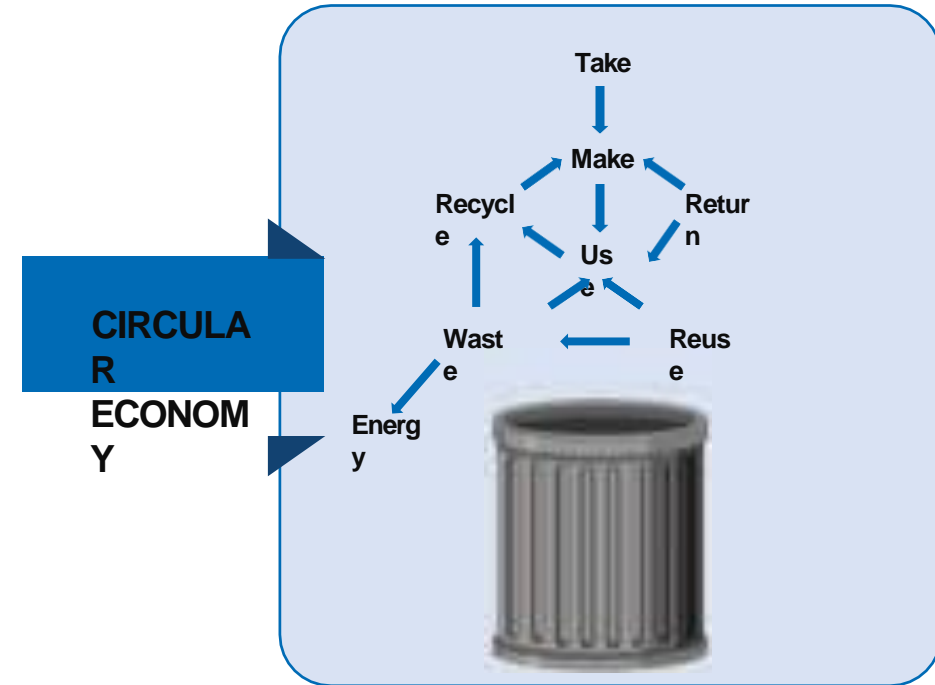 Take
Make
Recycl
e
Retur
n
Us
e
CIRCULA
R
ECONOM
Y
Wast
e
Reus
e
Energ
y